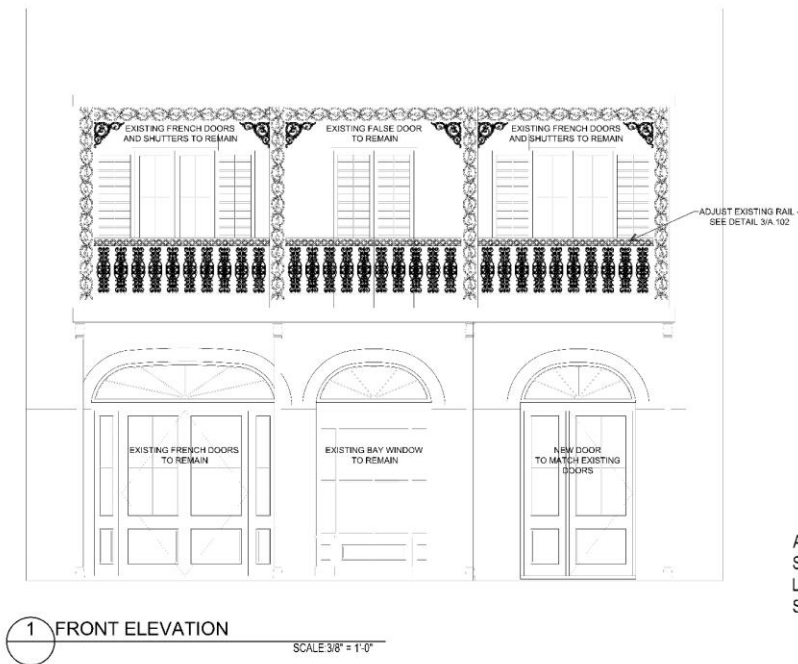 EXISTING FRENCH DOORS
AND SHUTTERS TO REMAIN
EXISTING FALSE DOOR
TO REMAIN
EXISTING FRENCH DOORS
AND SHUTTERS TO REMAIN
ADJUST EXISTING RAIL -
SEE DETAIL 3/A.102
EXISTING FRENCH DOORS
TO REMAIN
EXISTING BAY WINDOW
TO REMAIN
NEW DOOR
TO MATCH EXISTING
DOORS
A
S
L
S
1 FRONT ELEVATION
SCALE:3/8" = 1'-0"